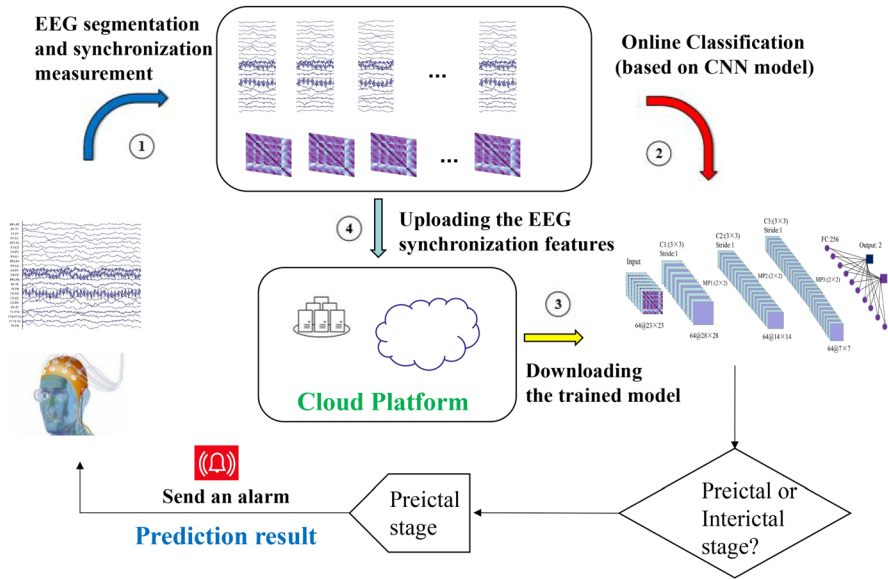 EEG segmentation
and synchronization
measurement
1
...
...
Online Classification
(based on CNN model)
2
4
Uploading the EEG
synchronization features
3
Downloading
the trained model
Cloud Platform
Input
C1:(3×3)
Stride:1
C2:(3×3)
Stride:1
C3:(3×3)
Stride:1
FC:256
Output: 2
MP1:(2×2)
MP2:(2×2)
MP3:(2×2)
64@23×23
64@28×28
64@14×14
64@7×7
Preictal or
Interictal
stage?
Preictal
stage
Send an alarm
Prediction result